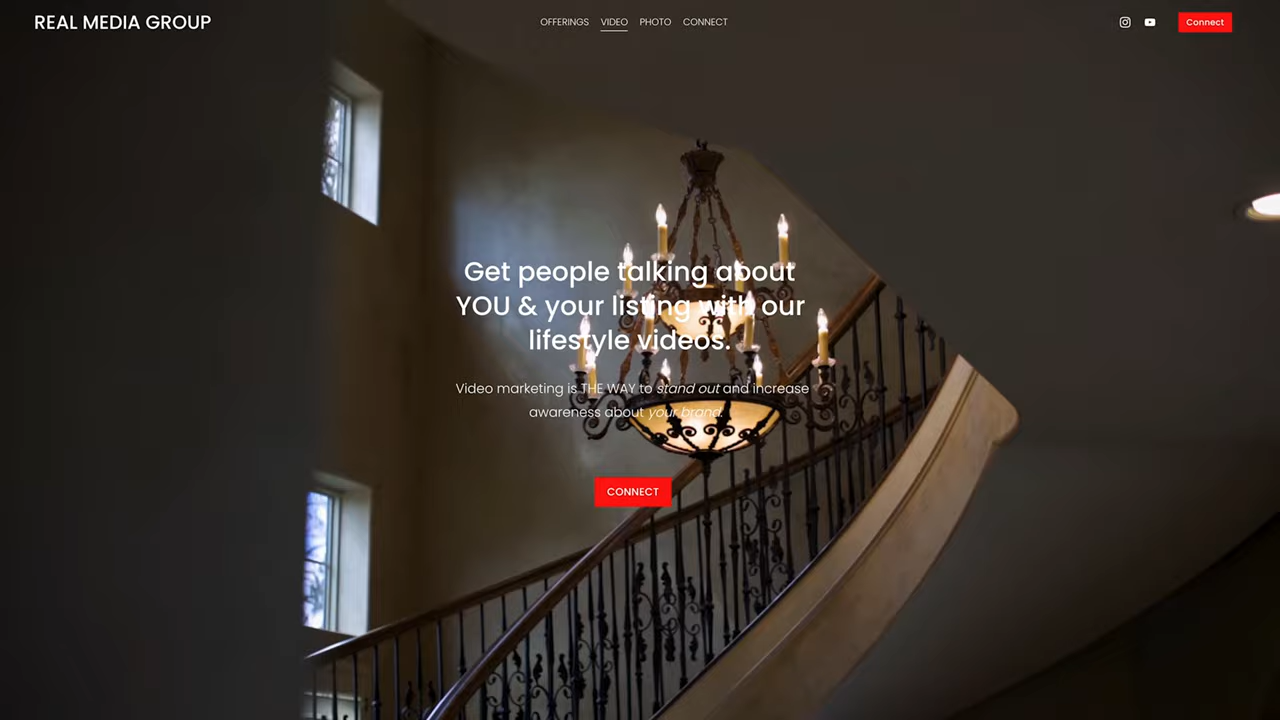 REAL MEDIA GROUP
OFFERINGS VIDEO PHOTO CONNECT
Connect
Get people talking about
YOU & your listing with our
lifestyle videos.
Video marketing is THE WAY to stand out and increase
awareness about your brand.
CONNECT